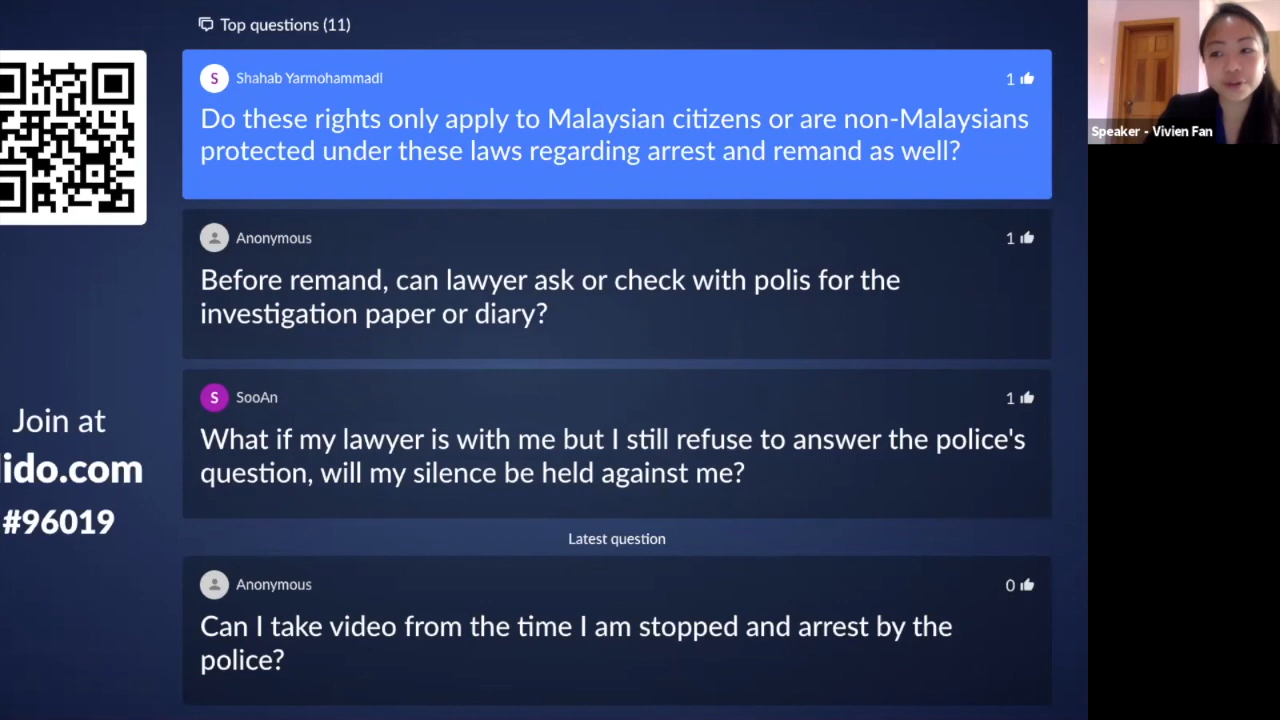 Top questions (11)
S Shahab Yarmohammadl 1
Do these rights only apply to Malaysian citizens or are non-Malaysians
protected under these laws regarding arrest and remand as well?
Anonymous 1
Before remand, can lawyer ask or check with polis for the
investigation paper or diary?
S SooAn 1
What if my lawyer is with me but I still refuse to answer the police's
question, will my silence be held against me?
Latest question
Anonymous 0
Can I take video from the time I am stopped and arrest by the
police?
Join at
lido.com
#96019
Speaker - Vivien Fan